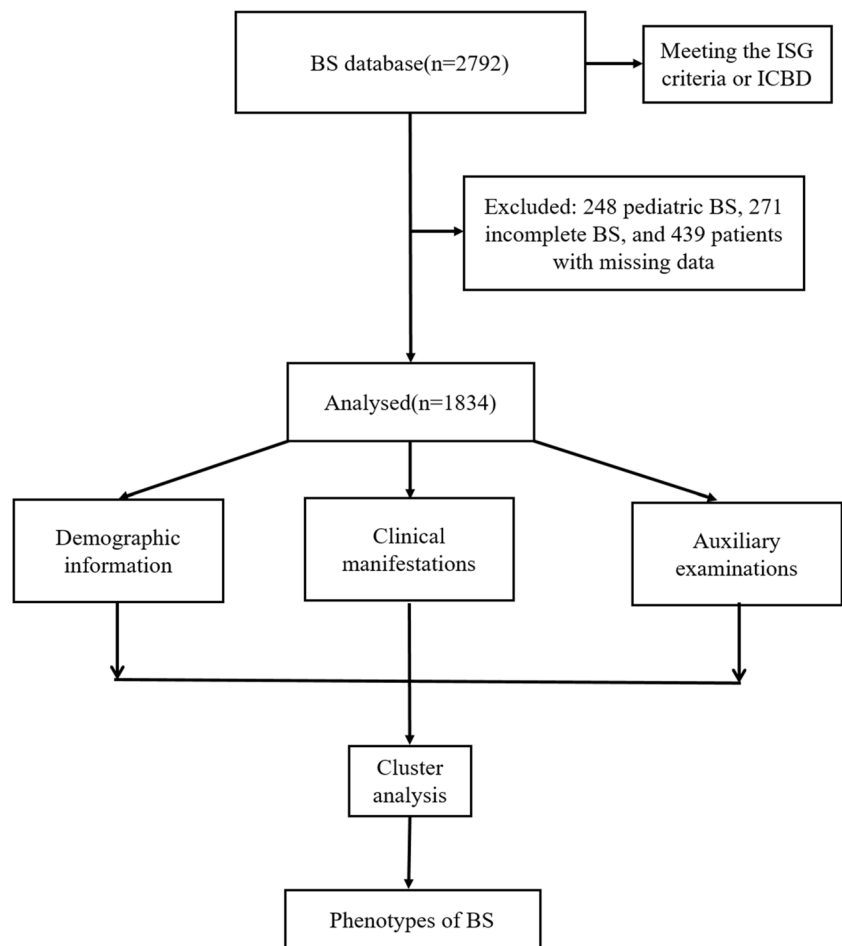 BS database(n=2792)
Meeting the ISG
criteria or ICBD
Excluded: 248 pediatric BS, 271
incomplete BS, and 439 patients
with missing data
Analysed(n=1834)
Demographic
information
Clinical
manifestations
Auxiliary
examinations
Cluster
analysis
Phenotypes of BS